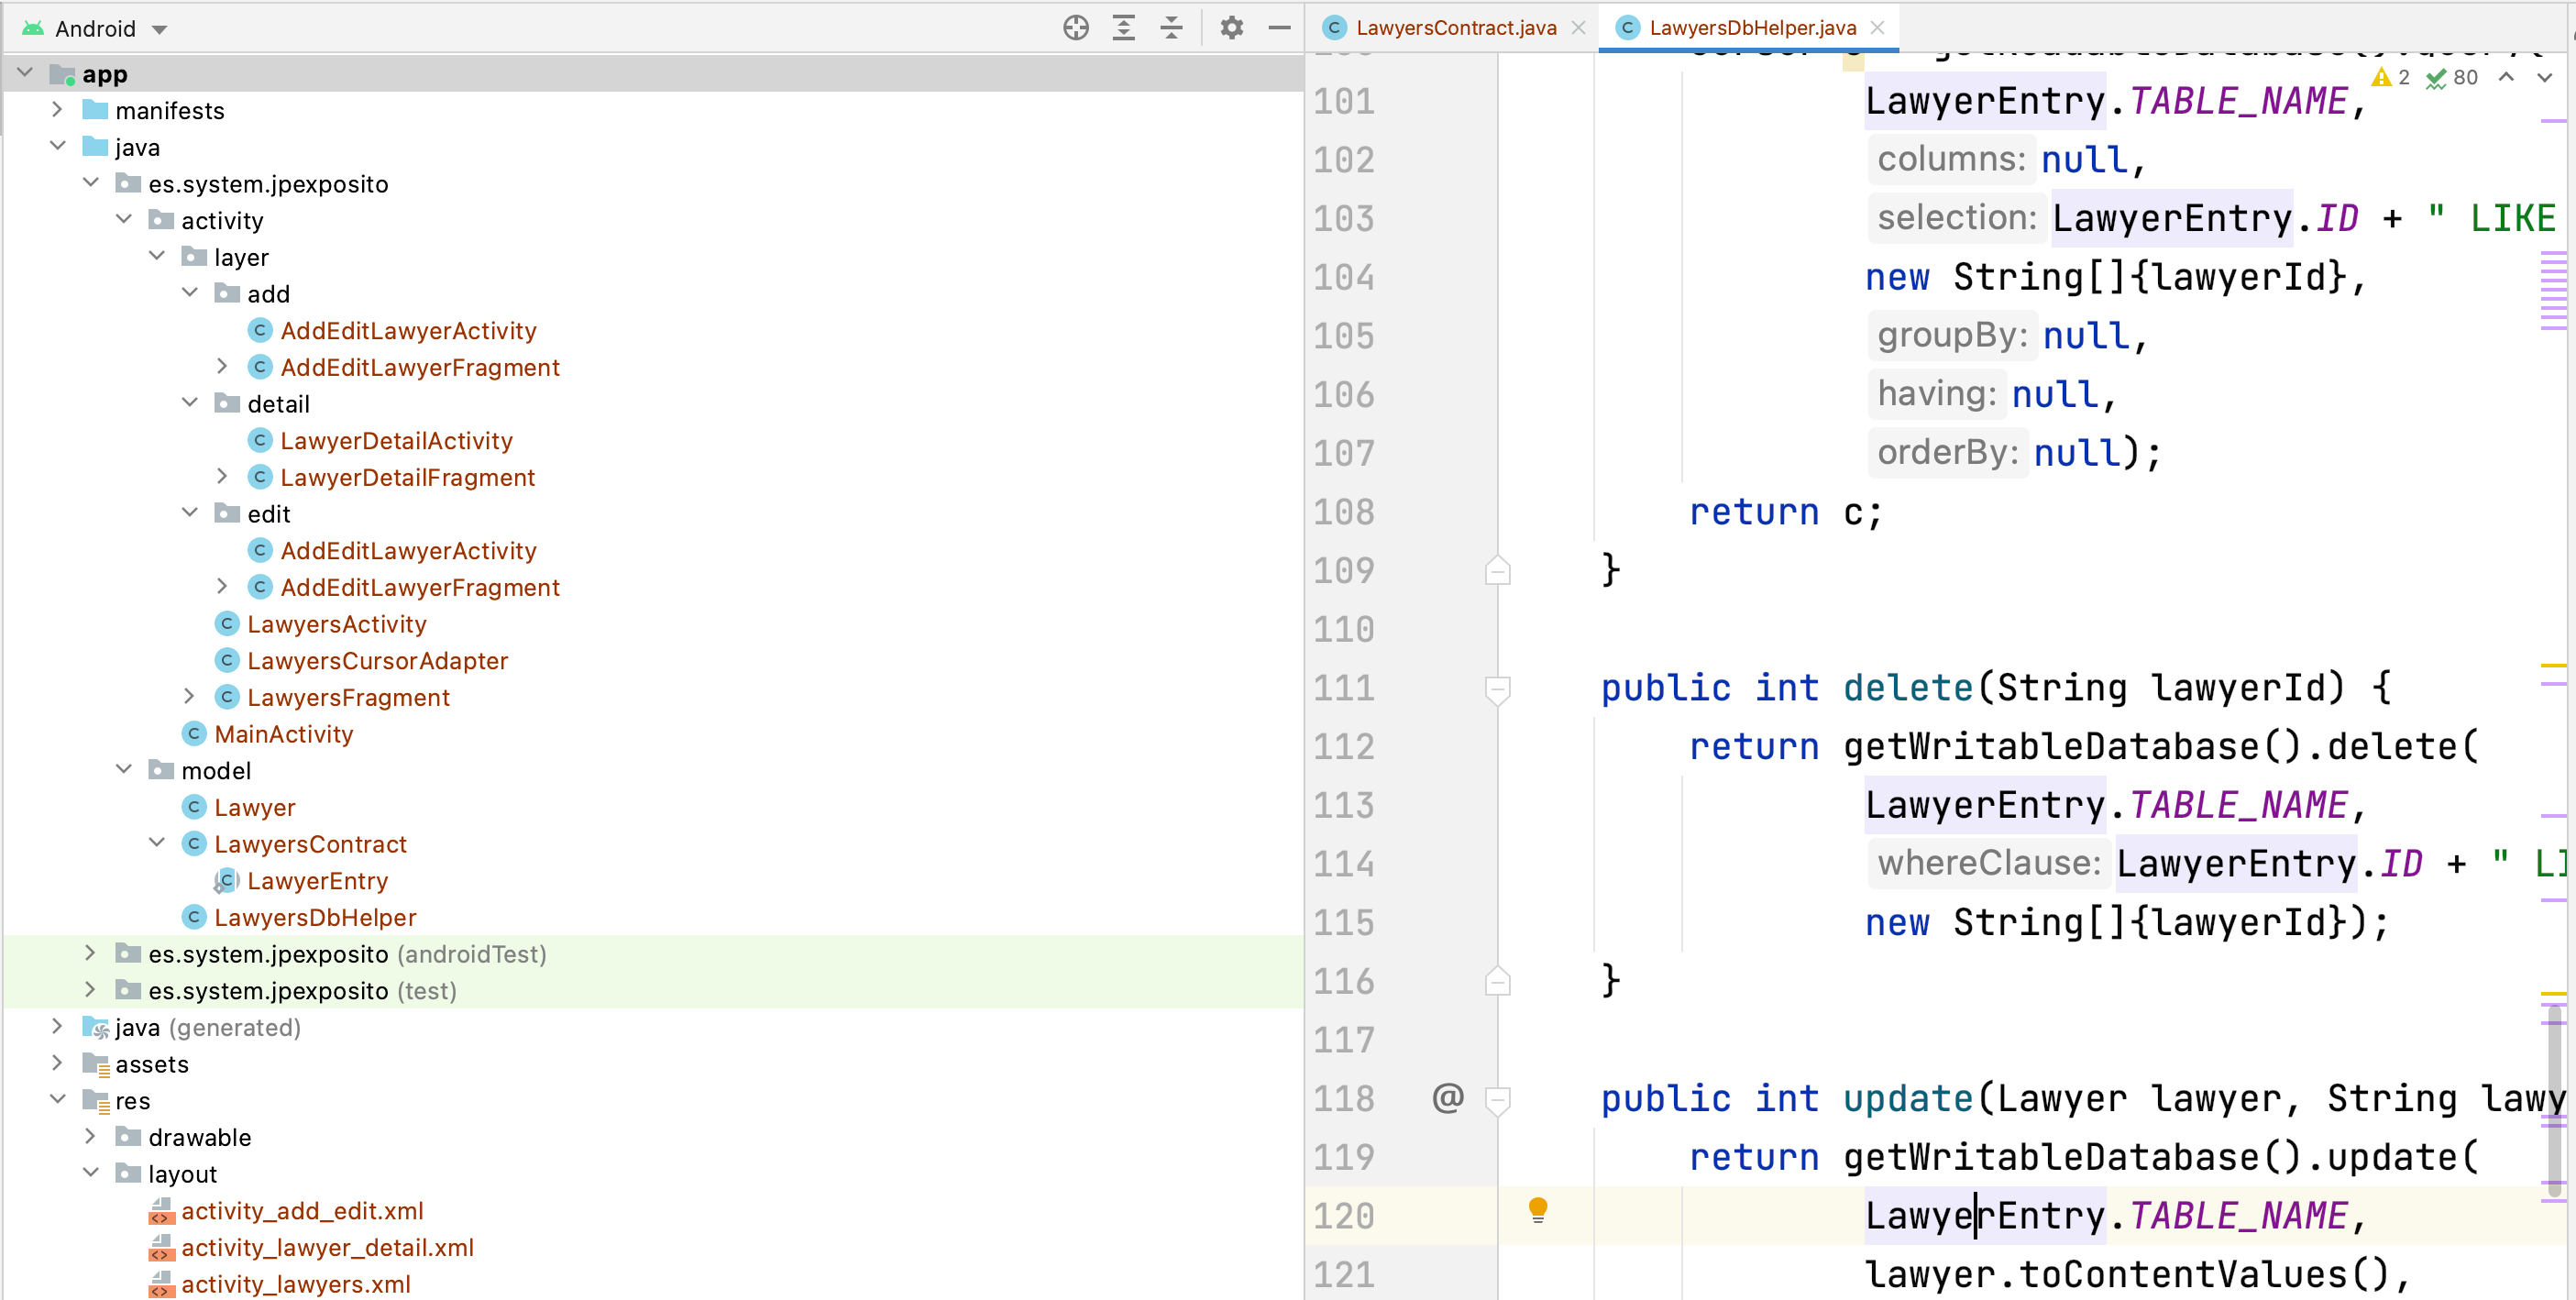 Android
app
manifests
java
es.system.jpexposito
activity
layer
add
AddEditLawyerActivity
AddEditLawyerFragment
detail
LawyerDetailActivity
LawyerDetailFragment
edit
AddEditLawyerActivity
AddEditLawyerFragment
LawyersActivity
LawyersCursorAdapter
LawyersFragment
MainActivity
model
Lawyer
LawyersContract
LawyerEntry
LawyersDbHelper
es.system.jpexposito (androidTest)
es.system.jpexposito (test)
java (generated)
assets
res
drawable
layout
activity_add_edit.xml
activity_lawyer_detail.xml
activity_lawyers.xml
LawyersContract.java LawyersDbHelper.java
2 80
101 LawyerEntry.TABLE_NAME,
102 columns: null,
103 selection: LawyerEntry.ID + " LIKE
104 new String[]{lawyerId},
105 groupBy: null,
106 having: null,
107 orderBy: null);
108 return c;
109 }
110
111 public int delete(String lawyerId) {
112 return getWritableDatabase().delete(
113 LawyerEntry.TABLE_NAME,
114 whereClause: LawyerEntry.ID + " LI
115 new String[]{lawyerId});
116 }
117
118 @ public int update(Lawyer lawyer, String lawy
119 return getWritableDatabase().update(
120 LawyerEntry.TABLE_NAME,
121 lawyer.toContentValues(),